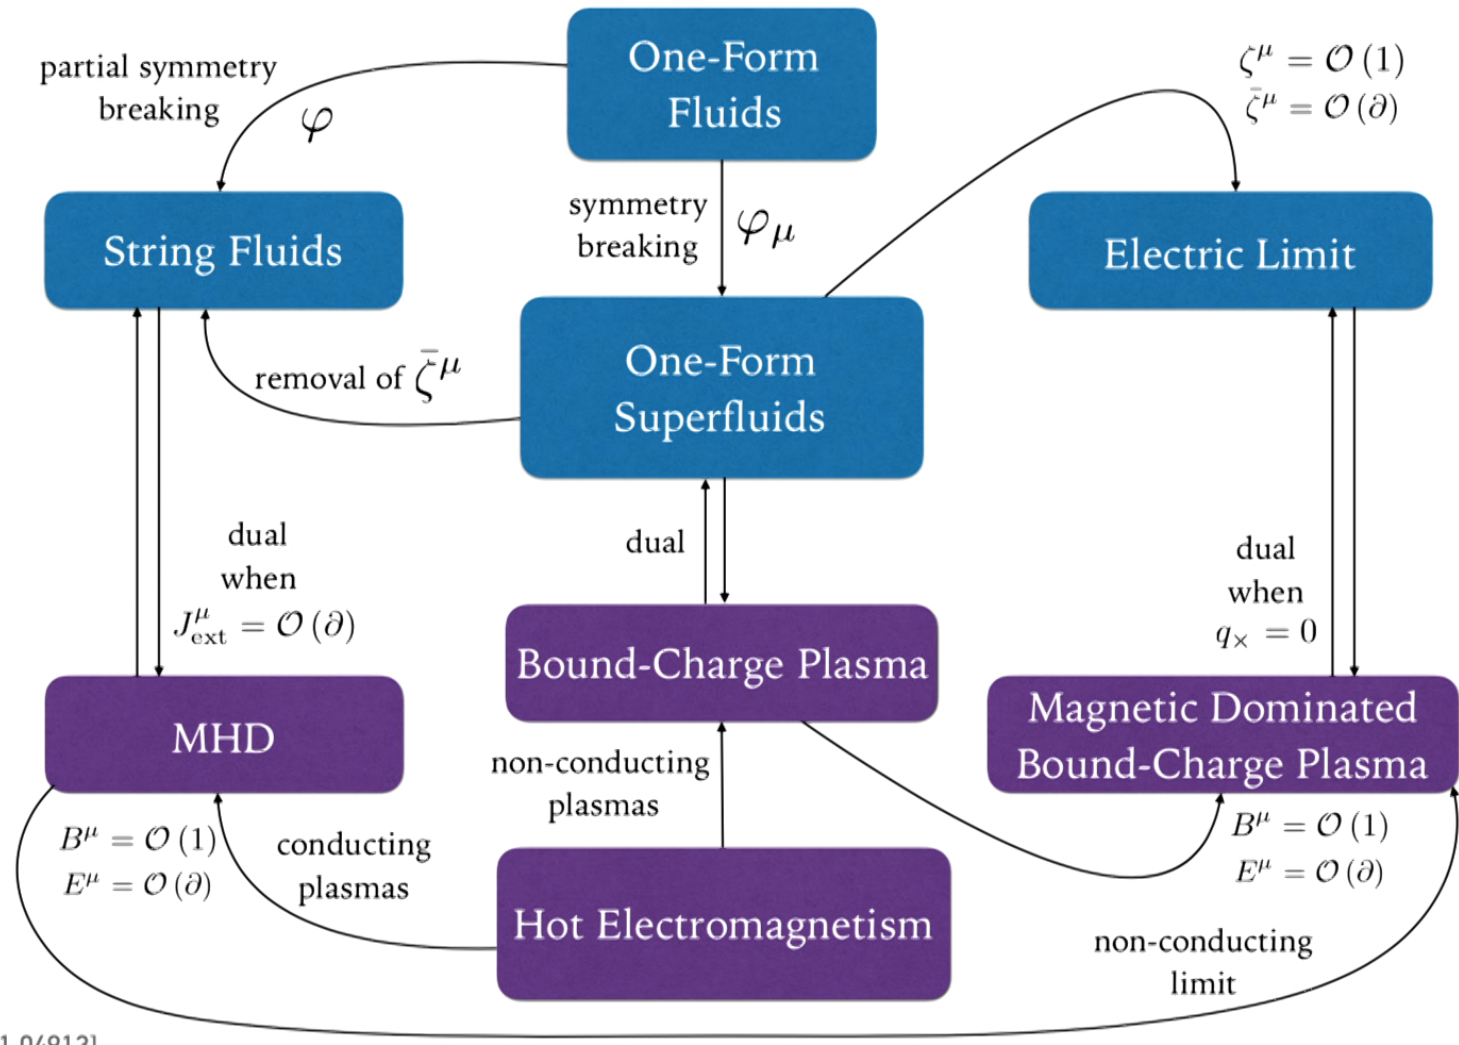 One-Form
Fluids
partial symmetry
breaking
φ
ζ^μ = 𝒪(1)
ζ̄^μ = 𝒪(∂)
symmetry
breaking
φ_μ
String Fluids
Electric Limit
One-Form
Superfluids
removal of ζ̄^μ
dual
when
J^μ_ext = 𝒪(∂)
dual
dual
when
q_× = 0
Bound-Charge Plasma
MHD
Magnetic Dominated
Bound-Charge Plasma
non-conducting
plasmas
B^μ = 𝒪(1)
E^μ = 𝒪(∂)
conducting
plasmas
B^μ = 𝒪(1)
E^μ = 𝒪(∂)
Hot Electromagnetism
non-conducting
limit